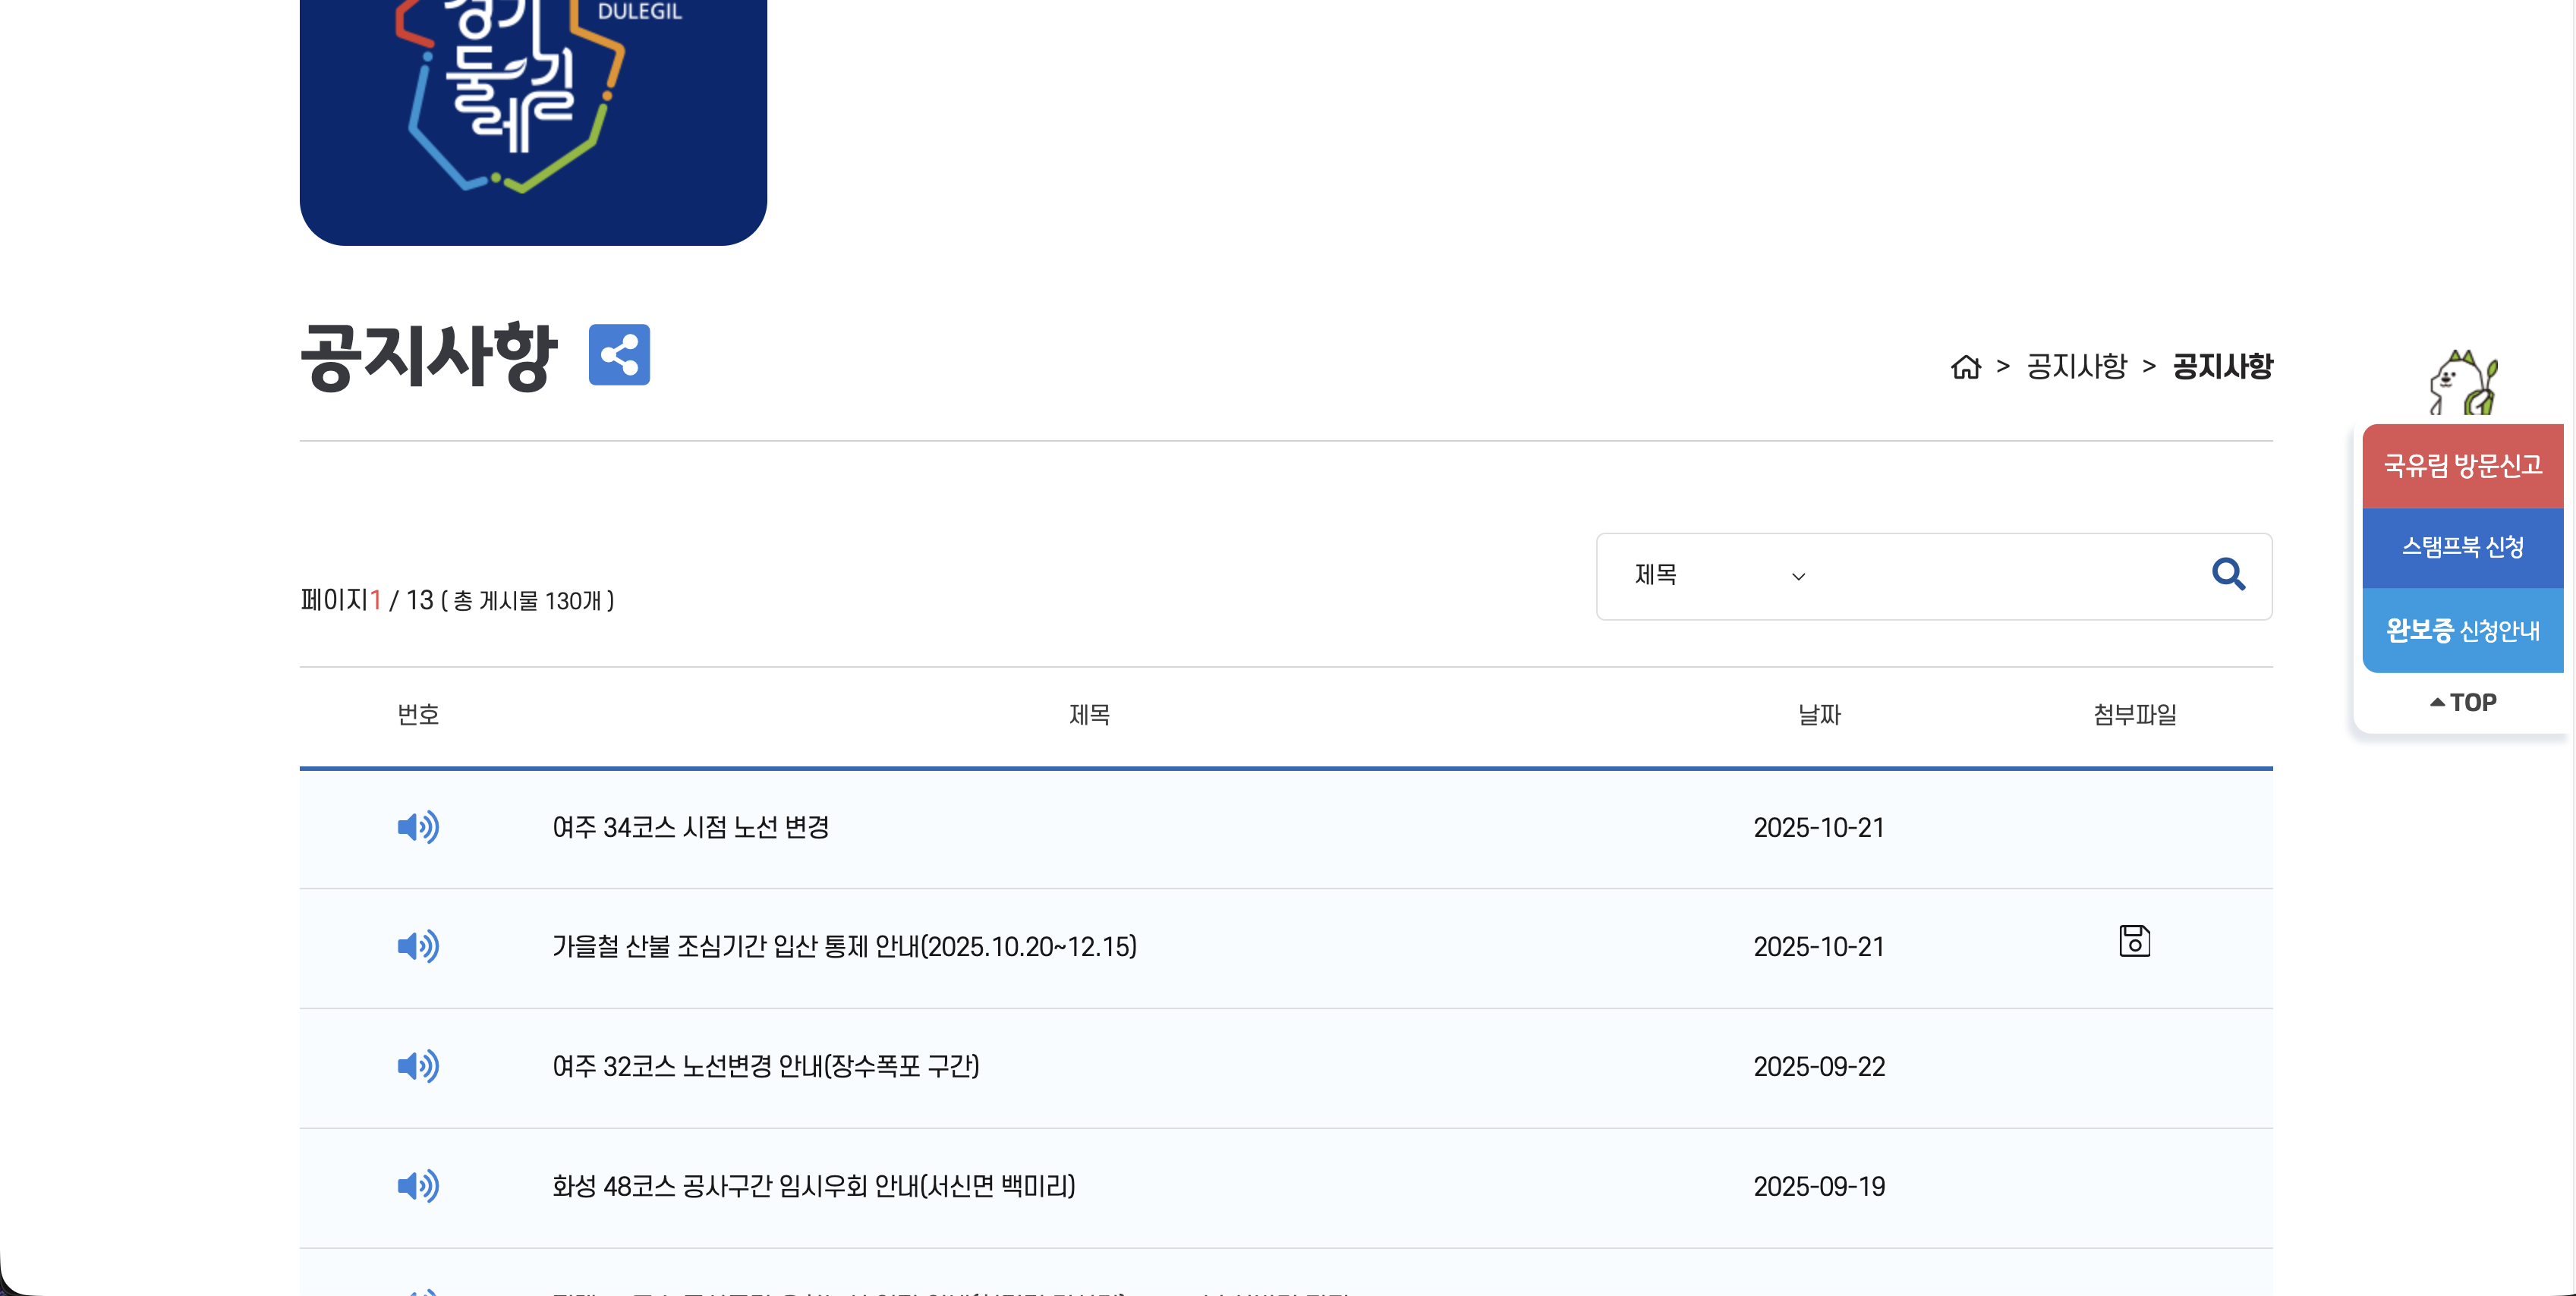 경기
DULEGIL
둘레길
공지사항
> 공지사항 > 공지사항
국유림 방문신고
스탬프북 신청
완보증 신청안내
TOP
제목
페이지1 / 13 ( 총 게시물 130개 )
번호 제목 날짜 첨부파일
여주 34코스 시점 노선 변경 2025-10-21
가을철 산불 조심기간 입산 통제 안내(2025.10.20~12.15) 2025-10-21
여주 32코스 노선변경 안내(장수폭포 구간) 2025-09-22
화성 48코스 공사구간 임시우회 안내(서신면 백미리) 2025-09-19